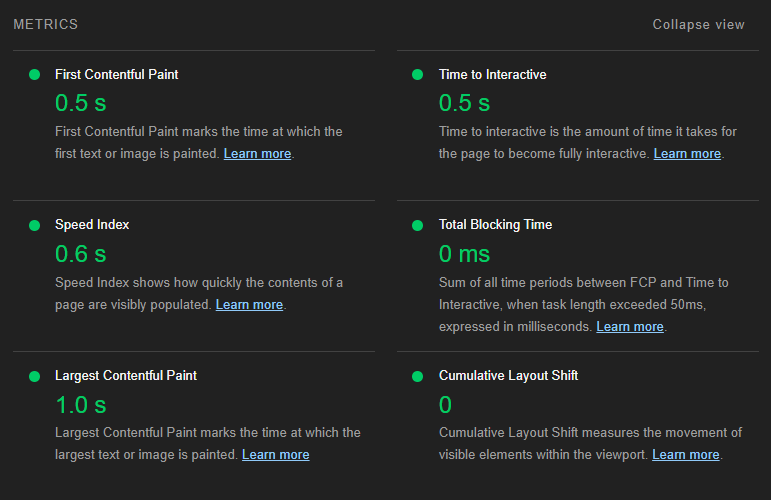 METRICS
Collapse view
First Contentful Paint
0.5 s
First Contentful Paint marks the time at which the
first text or image is painted. Learn more.
Time to Interactive
0.5 s
Time to interactive is the amount of time it takes for
the page to become fully interactive. Learn more.
Speed Index
0.6 s
Speed Index shows how quickly the contents of a
page are visibly populated. Learn more.
Total Blocking Time
0 ms
Sum of all time periods between FCP and Time to
Interactive, when task length exceeded 50ms,
expressed in milliseconds. Learn more.
Largest Contentful Paint
1.0 s
Largest Contentful Paint marks the time at which the
largest text or image is painted. Learn more
Cumulative Layout Shift
0
Cumulative Layout Shift measures the movement of
visible elements within the viewport. Learn more.